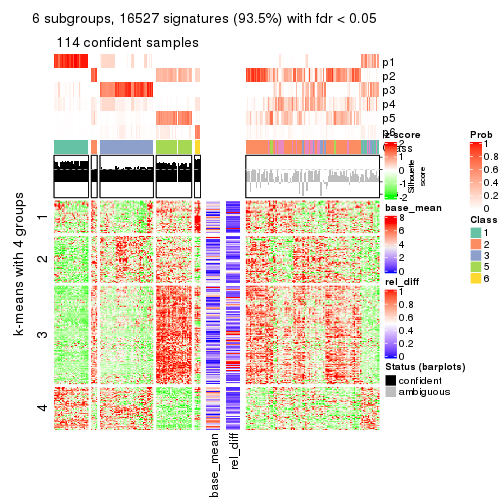 6 subgroups, 16527 signatures (93.5%) with fdr < 0.05
114 confident samples
p1
p2
p3
p4
p5
p6
Class
z-score
2
1
0
-1
-2
Silhouette
score
base_mean
8
6
4
2
0
rel_diff
1
0.8
0.6
0.4
0.2
0
Status (barplots)
confident
ambiguous
Prob
1
0.8
0.6
0.4
0.2
0
Class
1
2
3
5
6
k-means with 4 groups
1
2
3
4
base_mean
rel_diff